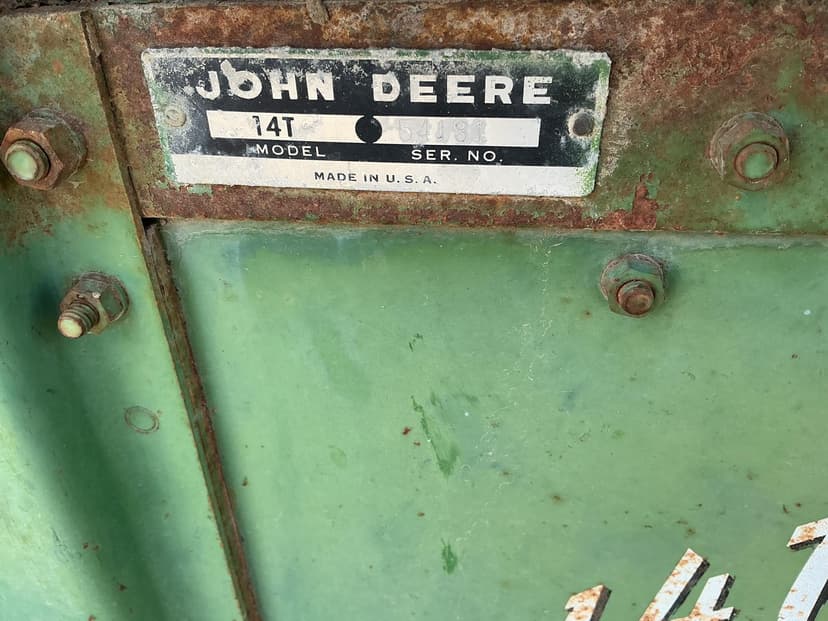 JOHN DEERE
14T
MODEL SER. NO.
MADE IN U. S. A.